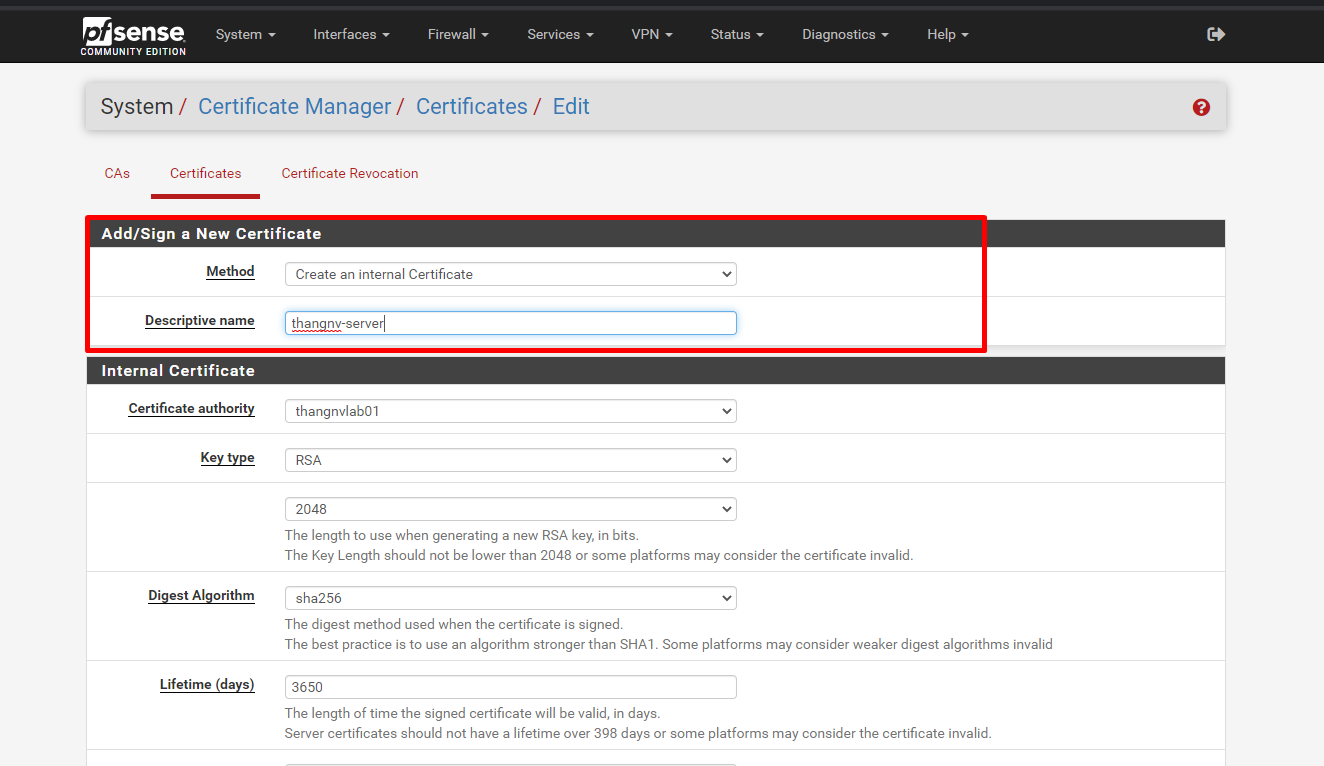 pfsense
COMMUNITY EDITION
System Interfaces Firewall Services VPN Status Diagnostics Help
System / Certificate Manager / Certificates / Edit
CAs Certificates Certificate Revocation
Add/Sign a New Certificate
Method Create an internal Certificate
Descriptive name thangnv-server
Internal Certificate
Certificate authority thangnvlab01
Key type RSA
2048
The length to use when generating a new RSA key, in bits.
The Key Length should not be lower than 2048 or some platforms may consider the certificate invalid.
Digest Algorithm sha256
The digest method used when the certificate is signed.
The best practice is to use an algorithm stronger than SHA1. Some platforms may consider weaker digest algorithms invalid
Lifetime (days) 3650
The length of time the signed certificate will be valid, in days.
Server certificates should not have a lifetime over 398 days or some platforms may consider the certificate invalid.